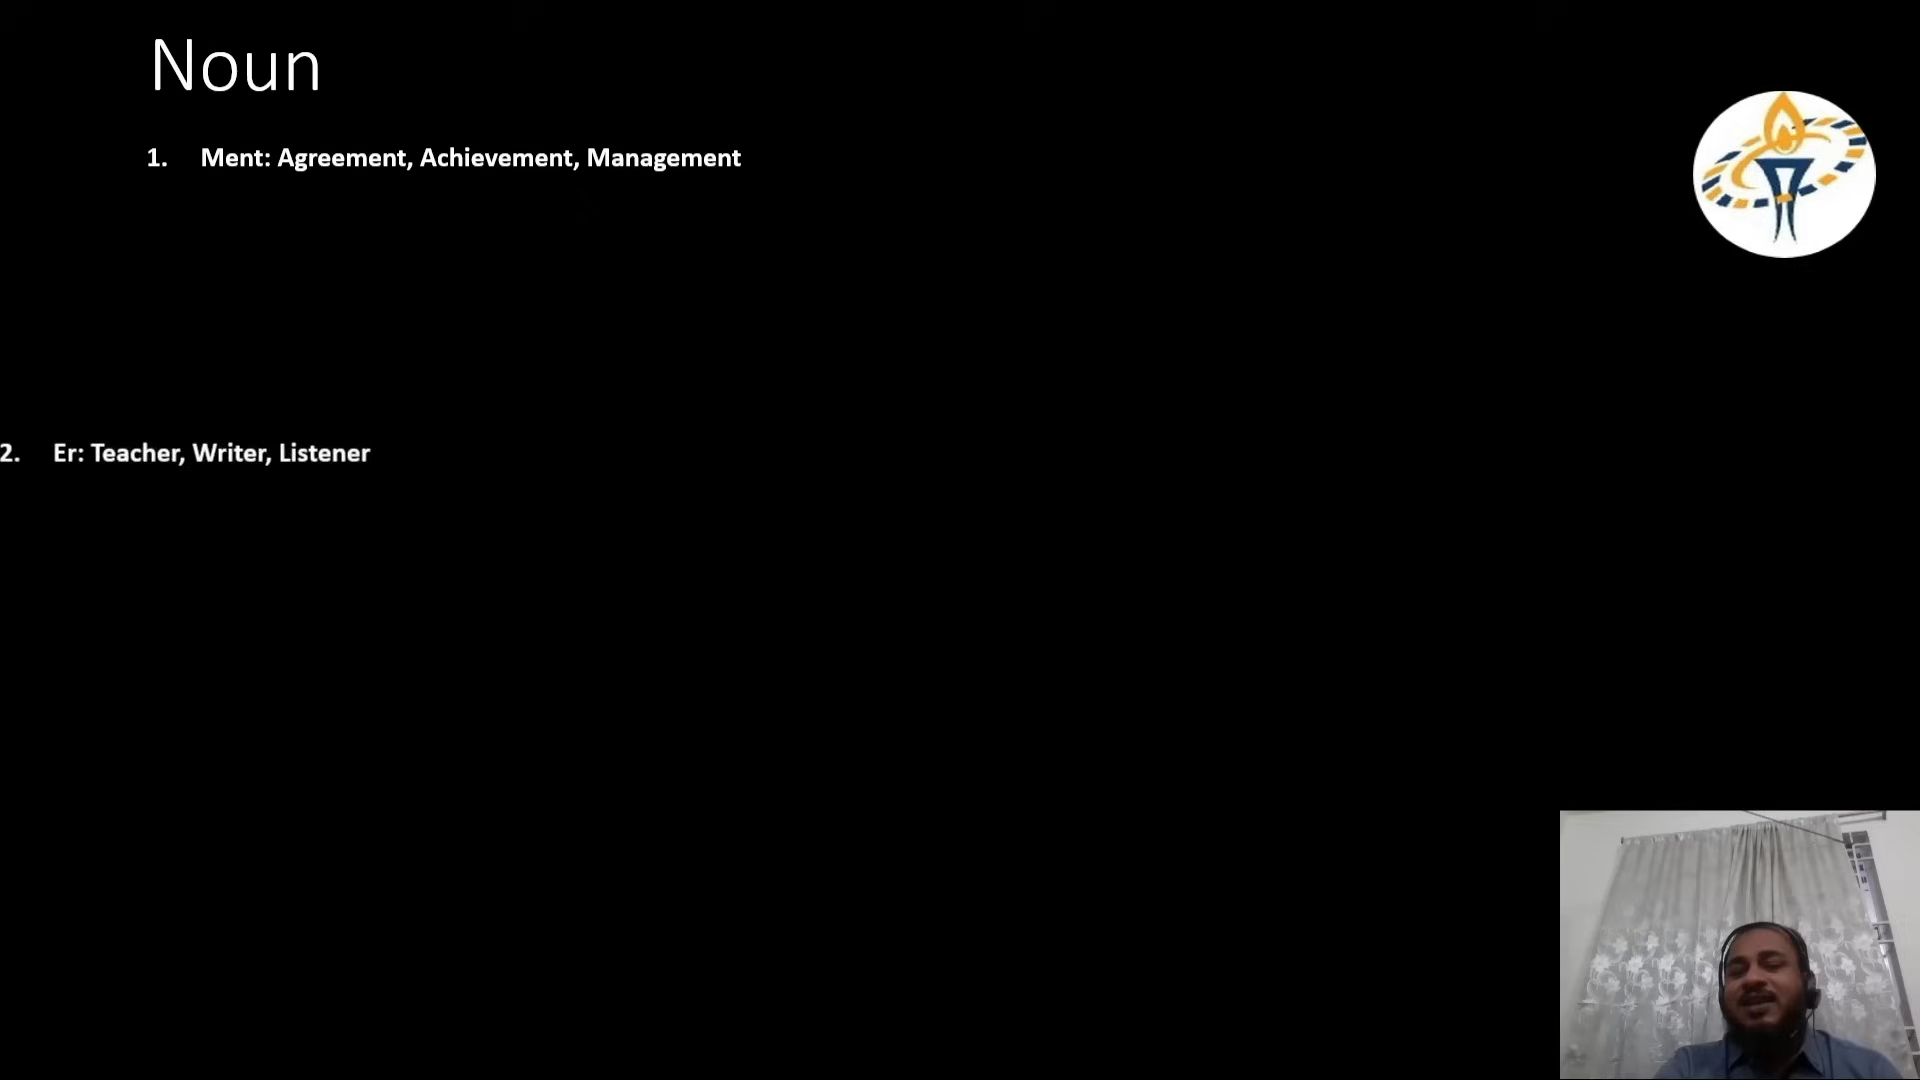 Noun
1. Ment: Agreement, Achievement, Management
2. Er: Teacher, Writer, Listener